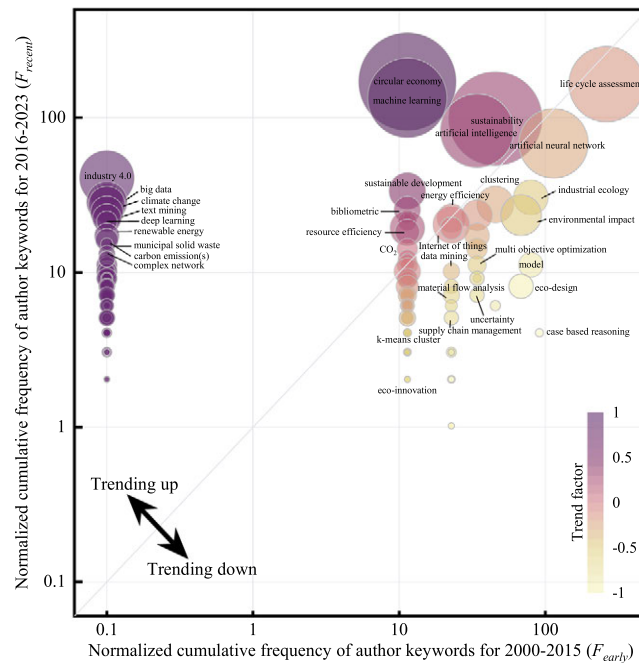 Normalized cumulative frequency of author keywords for 2016-2023 (F_recent)
100
10
1
0.1
circular economy
machine learning
life cycle assessment
sustainability
artificial intelligence
artificial neural network
industry 4.0
big data
climate change
text mining
deep learning
renewable energy
municipal solid waste
carbon emission(s)
complex network
sustainable development
clustering
energy efficiency
industrial ecology
bibliometric
environmental impact
resource efficiency
CO2
Internet of things
data mining
multi objective optimization
model
material flow analysis
eco-design
uncertainty
supply chain management
case based reasoning
k-means cluster
eco-innovation
Trending up
Trending down
Trend factor
1
0.5
0
-0.5
-1
0.1
1
10
100
Normalized cumulative frequency of author keywords for 2000-2015 (F_early)